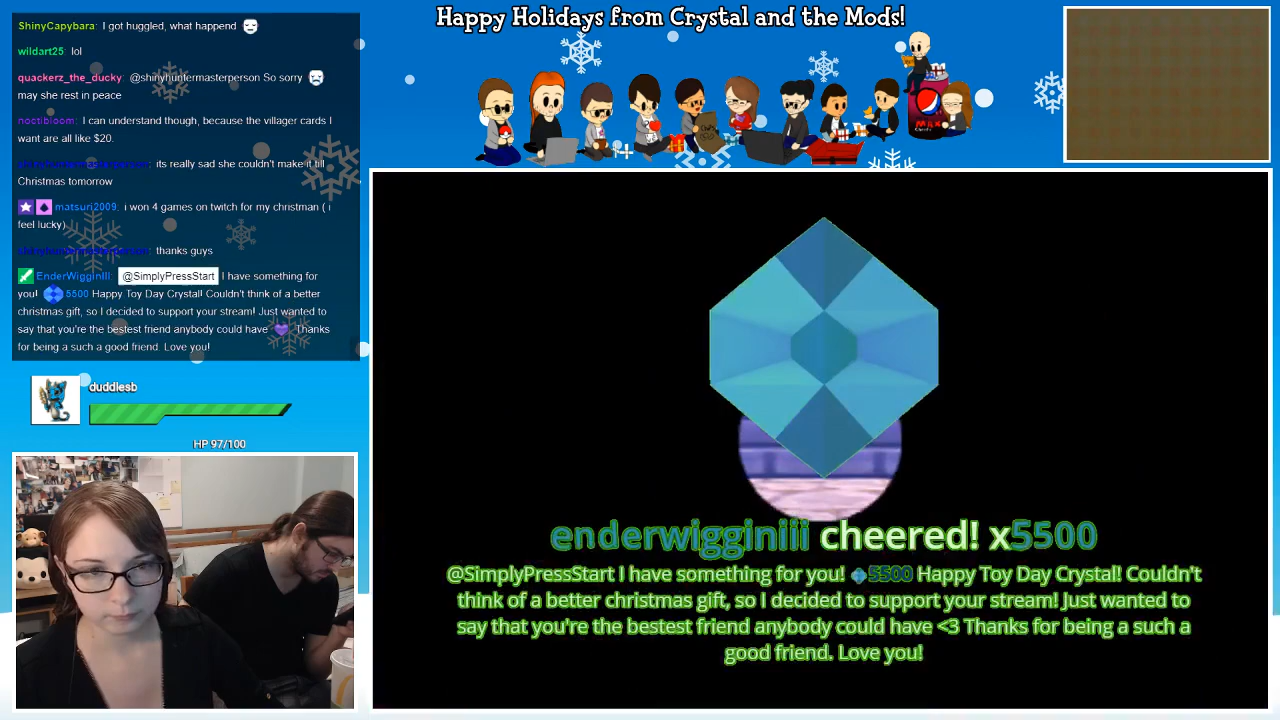 Happy Holidays from Crystal and the Mods!
ShinyCapybara: I got huggled, what happend
wildart25: lol
quackerz_the_ducky: @shinyhuntermasterperson So sorry
may she rest in peace
noctibloom: I can understand though, because the villager cards I
want are all like $20.
shinyhuntermasterperson: its really sad she couldn't make it till
Christmas tomorrow
matsuri2009: i won 4 games on twitch for my christman ( i
feel lucky)
shinyhuntermasterperson: thanks guys
EnderWigginIII: @SimplyPressStart I have something for
you! 5500 Happy Toy Day Crystal! Couldn't think of a better
christmas gift, so I decided to support your stream! Just wanted to
say that you're the bestest friend anybody could have 💜 Thanks
for being a such a good friend. Love you!
duddlesb
HP 97/100
enderwigginiii cheered! x5500
@SimplyPressStart I have something for you! 5500 Happy Toy Day Crystal! Couldn't
think of a better christmas gift, so I decided to support your stream! Just wanted to
say that you're the bestest friend anybody could have <3 Thanks for being a such a
good friend. Love you!